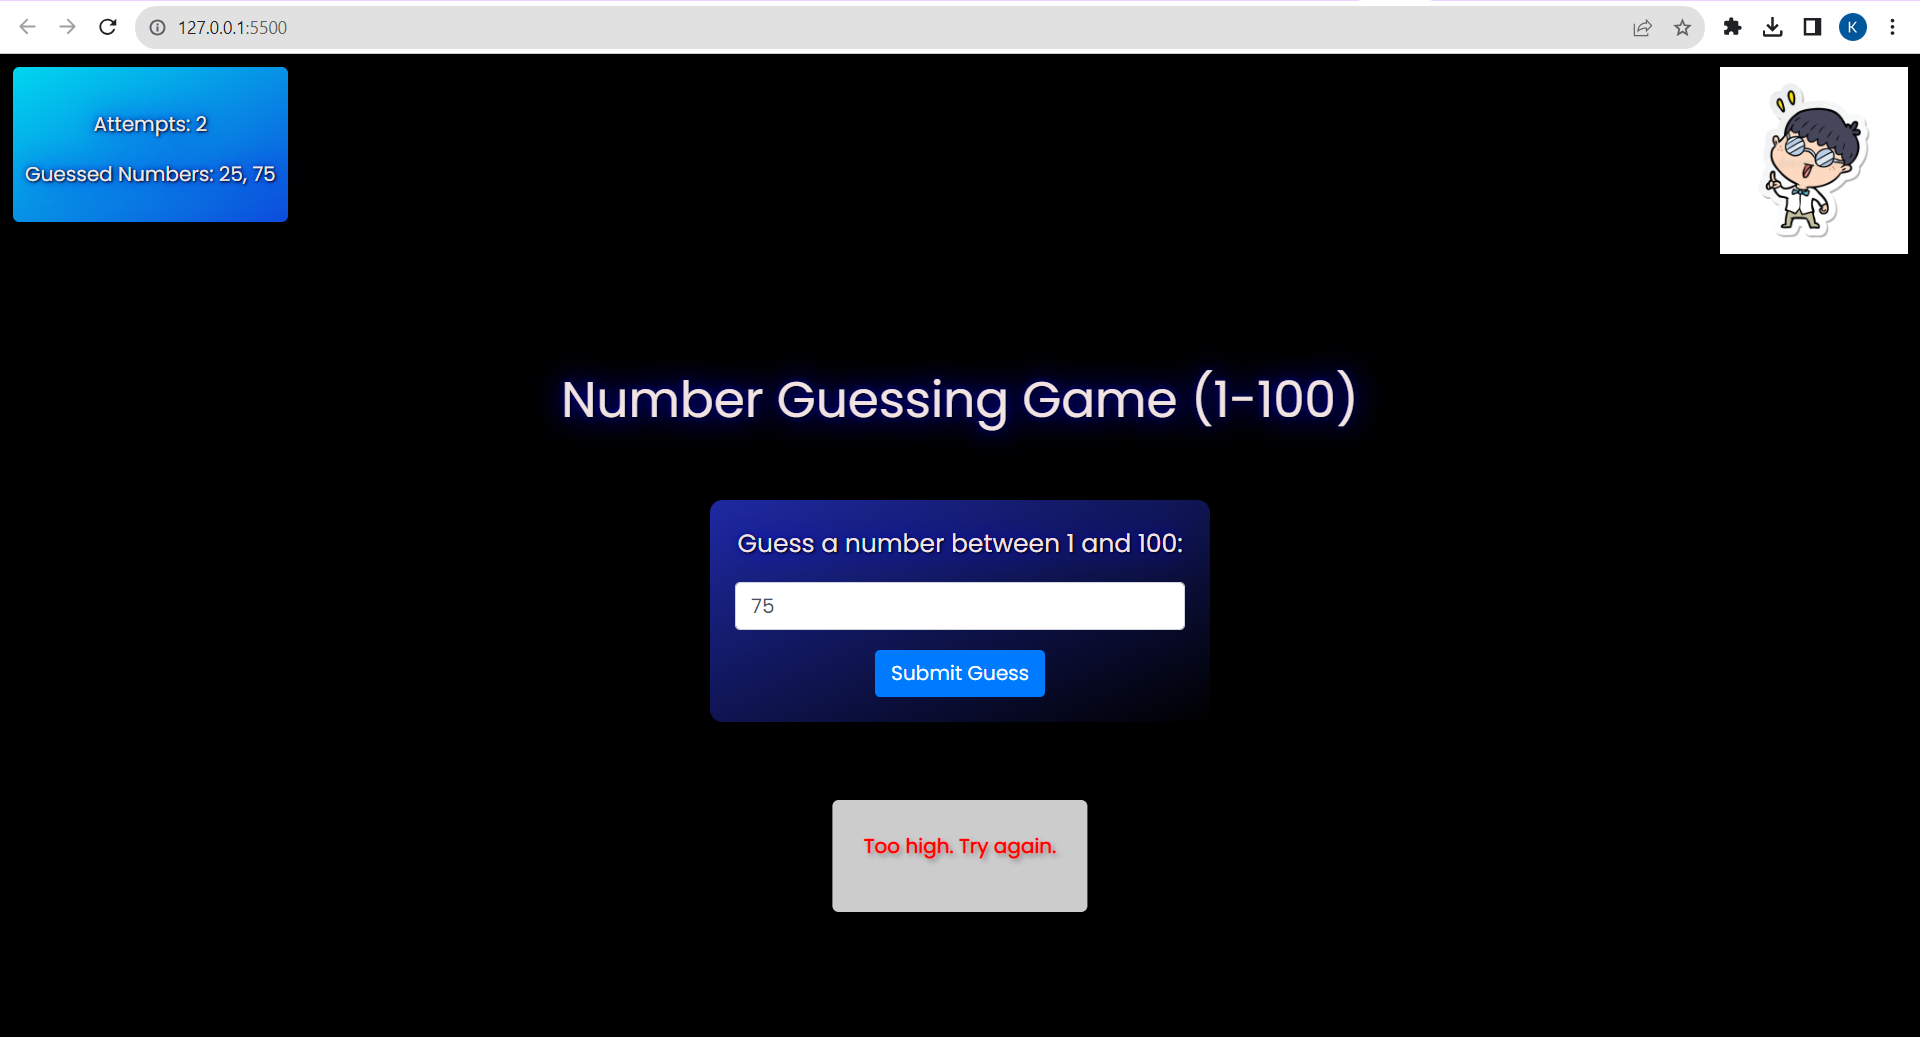 127.0.0.1:5500
K
Attempts: 2
Guessed Numbers: 25, 75
Number Guessing Game (1-100)
Guess a number between 1 and 100:
75
Submit Guess
Too high. Try again.